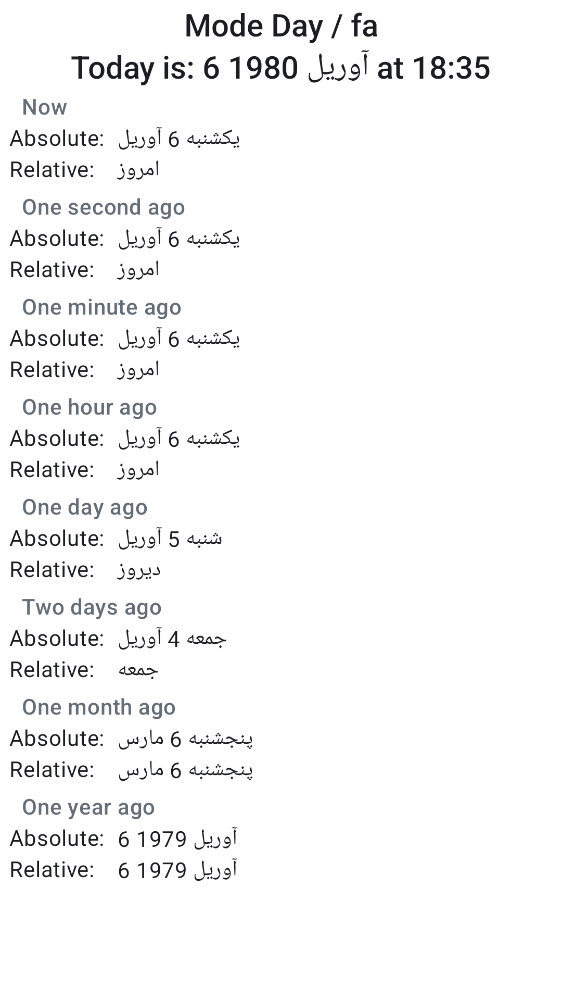 Mode Day / fa
Today is: 6 آوریل 1980 at 18:35
Now
Absolute: یکشنبه 6 آوریل
Relative: امروز
One second ago
Absolute: یکشنبه 6 آوریل
Relative: امروز
One minute ago
Absolute: یکشنبه 6 آوریل
Relative: امروز
One hour ago
Absolute: یکشنبه 6 آوریل
Relative: امروز
One day ago
Absolute: شنبه 5 آوریل
Relative: دیروز
Two days ago
Absolute: جمعه 4 آوریل
Relative: جمعه
One month ago
Absolute: پنجشنبه 6 مارس
Relative: پنجشنبه 6 مارس
One year ago
Absolute: 6 آوریل 1979
Relative: 6 آوریل 1979